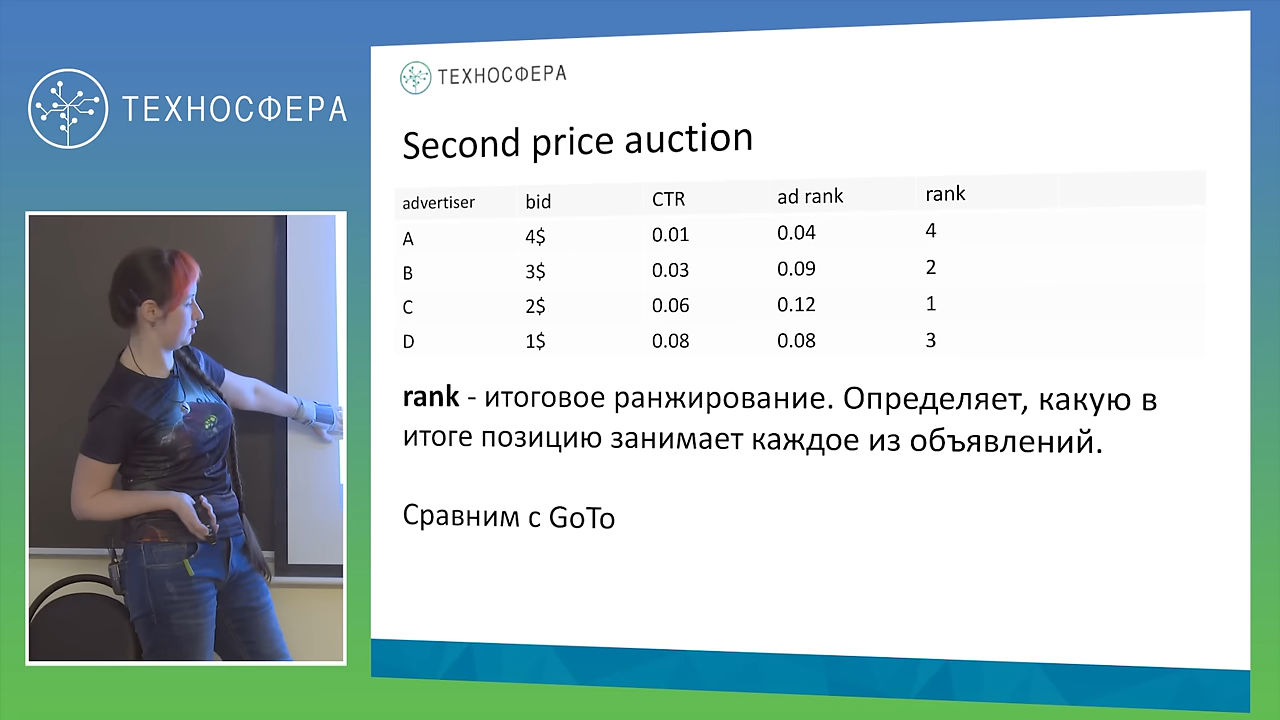 ТЕХНОСФЕРА
ТЕХНОСФЕРА
Second price auction
advertiser bid CTR ad rank rank
A 4$ 0.01 0.04 4
B 3$ 0.03 0.09 2
C 2$ 0.06 0.12 1
D 1$ 0.08 0.08 3
rank - итоговое ранжирование. Определяет, какую в
итоге позицию занимает каждое из объявлений.
Сравним с GoTo